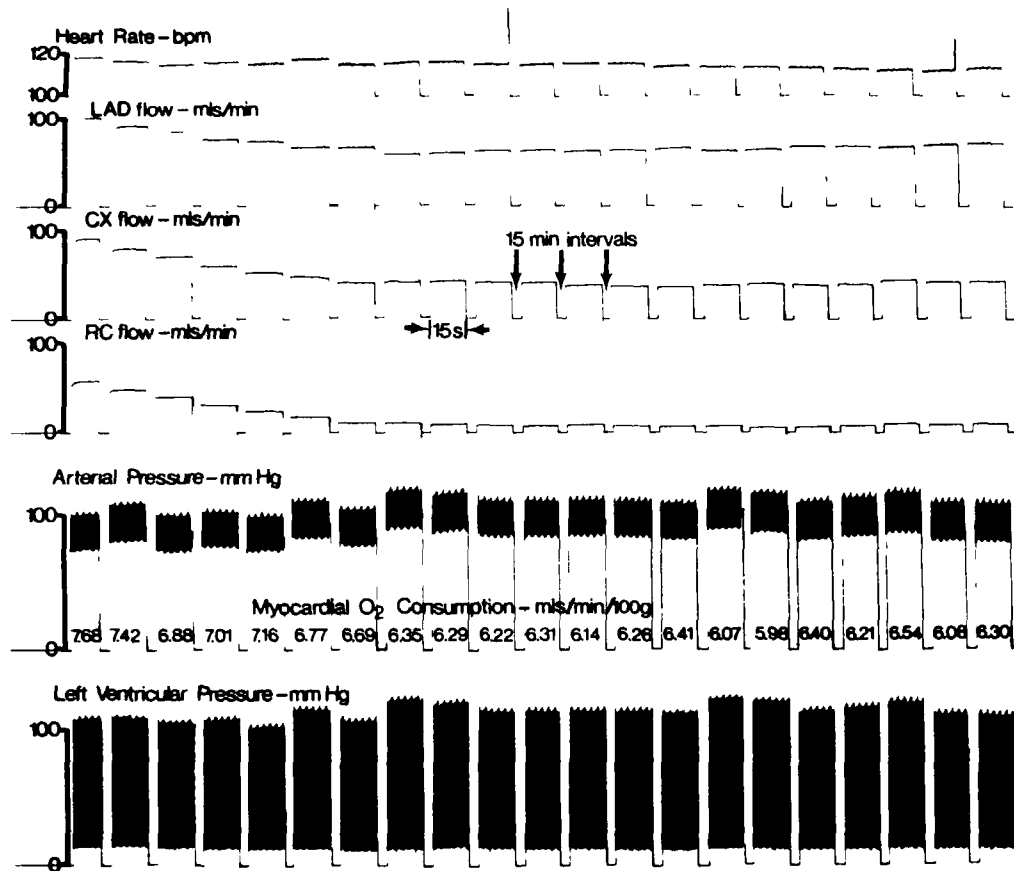 Heart Rate – bpm
120
100
LAD flow – mls/min
100
0
CX flow – mls/min
100
15 min intervals
0
15s
RC flow – mls/min
100
0
Arterial Pressure – mm Hg
100
Myocardial O₂ Consumption – mls/min/100g
7.68 7.42 6.88 7.01 7.16 6.77 6.69 6.35 6.29 6.22 6.31 6.14 6.26 6.41 6.07 5.98 6.40 6.21 6.54 6.08 6.30
0
Left Ventricular Pressure – mm Hg
100
0